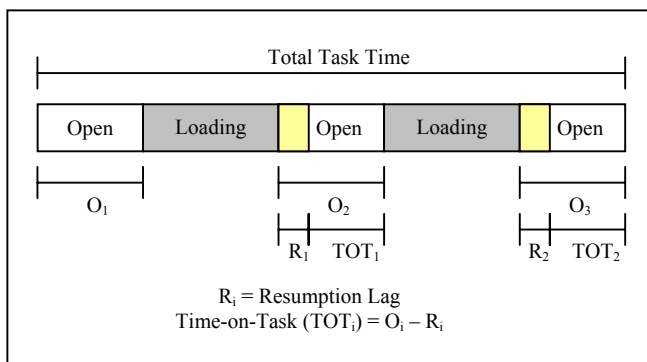 Total Task Time
Open Loading Open Loading Open
O₁ O₂ O₃
R₁ TOT₁ R₂ TOT₂
Rᵢ = Resumption Lag
Time-on-Task (TOTᵢ) = Oᵢ – Rᵢ